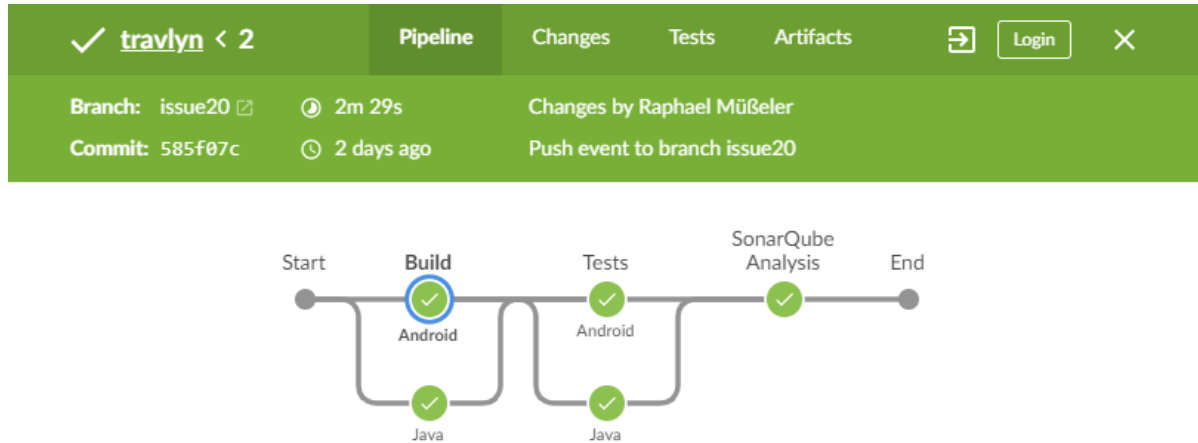 travlyn < 2 Pipeline Changes Tests Artifacts Login
Branch: issue20 2m 29s Changes by Raphael Müßeler
Commit: 585f07c 2 days ago Push event to branch issue20
SonarQube
Start Build Tests Analysis End
Android Android
Java Java